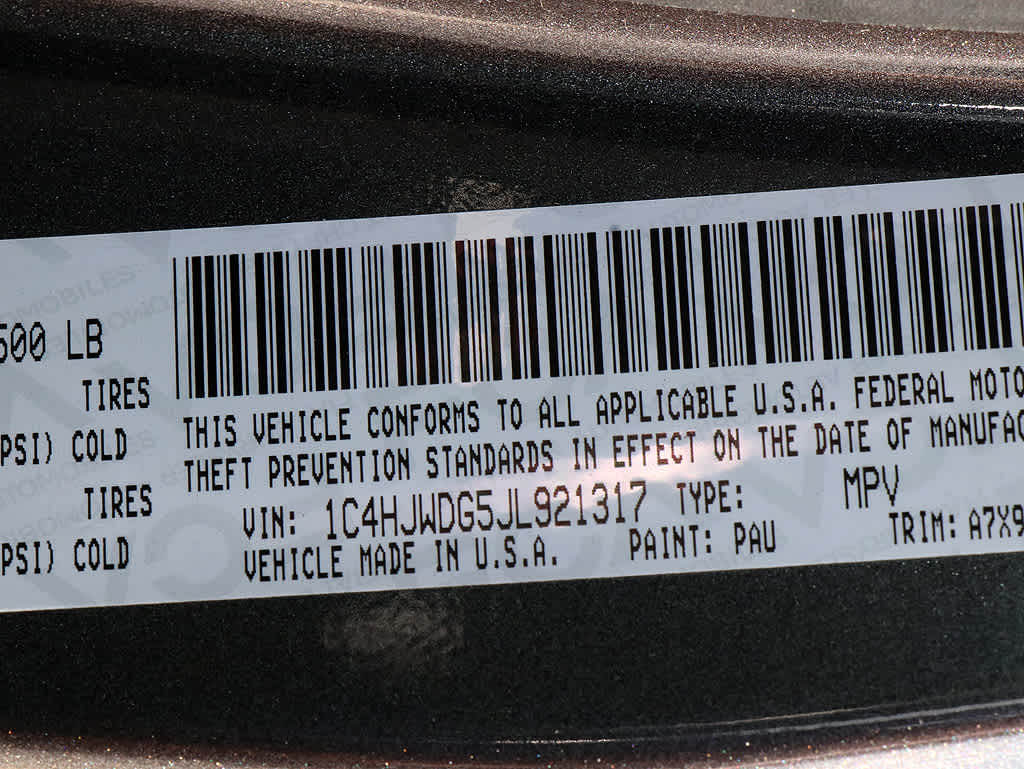 500 LB
TIRES
PSI) COLD
TIRES
PSI) COLD
THIS VEHICLE CONFORMS TO ALL APPLICABLE U.S.A. FEDERAL MOTO
THEFT PREVENTION STANDARDS IN EFFECT ON THE DATE OF MANUFAC
VIN: 1C4HJWDG5JL921317 TYPE: MPV
VEHICLE MADE IN U.S.A. PAINT: PAU TRIM: A7X9